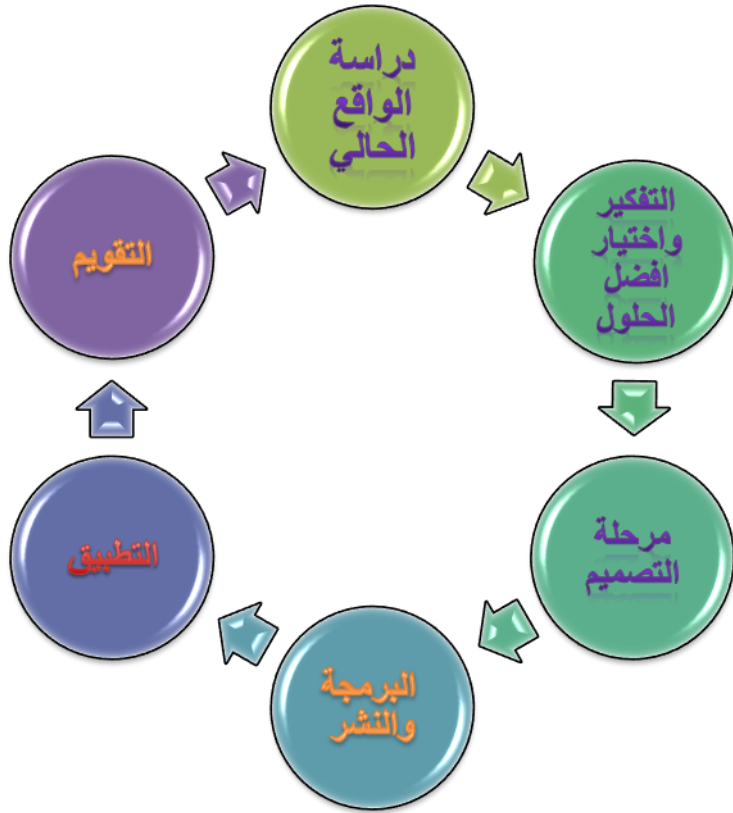 دراسة
الواقع
الحالي
التفكير
واختيار
افضل
الحلول
مرحلة
التصميم
البرمجة
والنشر
التطبيق
التقويم